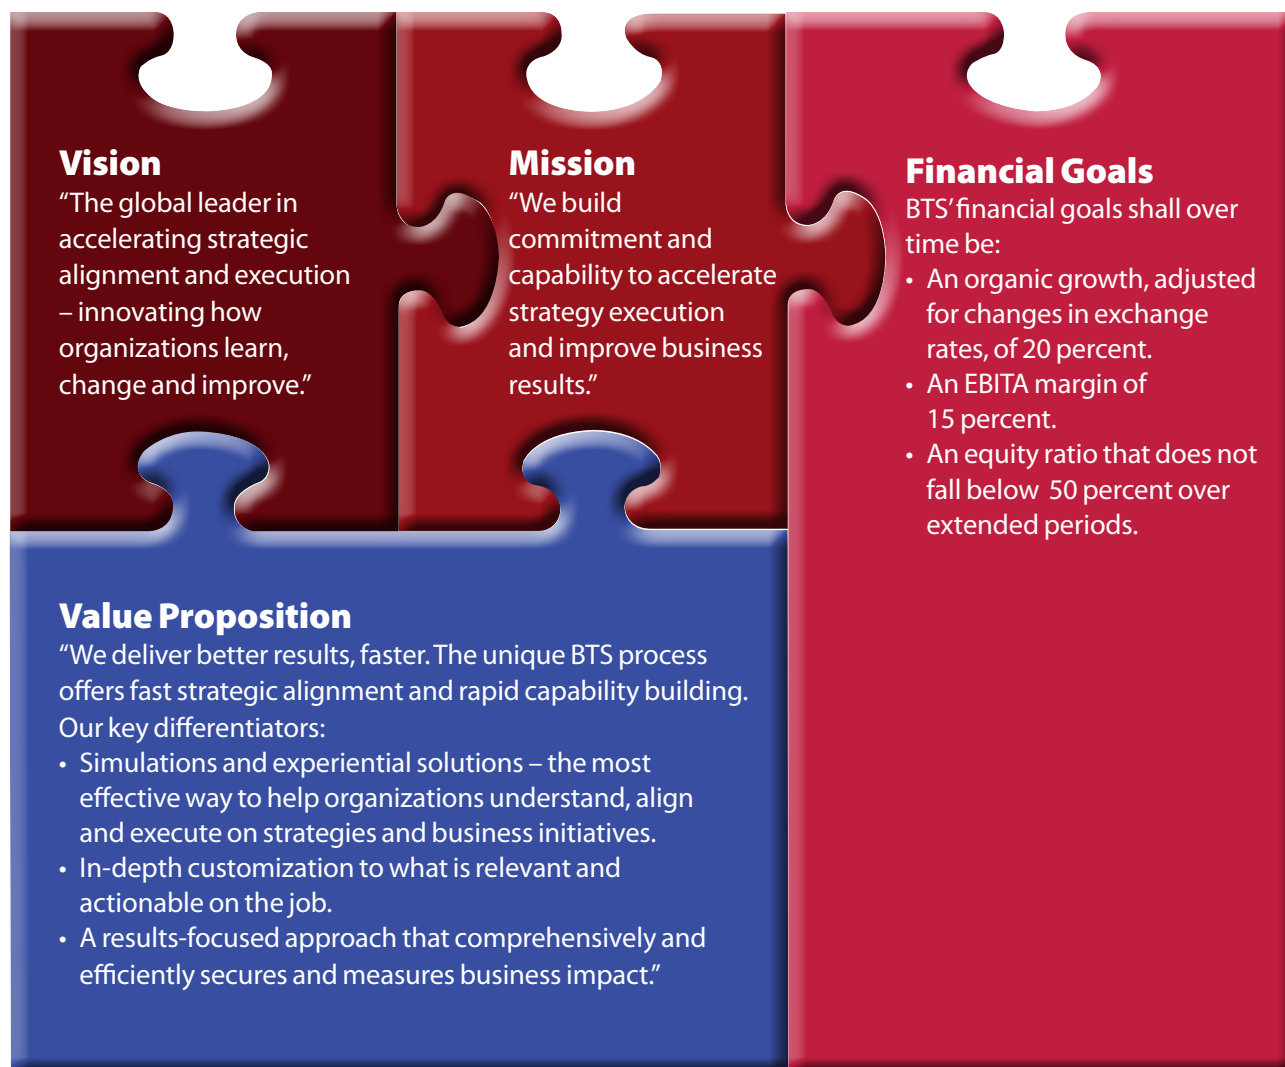 Vision
“The global leader in
accelerating strategic
alignment and execution
– innovating how
organizations learn,
change and improve.”
Mission
“We build
commitment and
capability to accelerate
strategy execution
and improve business
results.”
Financial Goals
BTS’ financial goals shall over
time be:
• An organic growth, adjusted
for changes in exchange
rates, of 20 percent.
• An EBITA margin of
15 percent.
• An equity ratio that does not
fall below  50 percent over
extended periods.
Value Proposition
“We deliver better results, faster. The unique BTS process
offers fast strategic alignment and rapid capability building.
Our key differentiators:
• Simulations and experiential solutions – the most
effective way to help organizations understand, align
and execute on strategies and business initiatives.
• In-depth customization to what is relevant and
actionable on the job.
• A results-focused approach that comprehensively and
efficiently secures and measures business impact.”